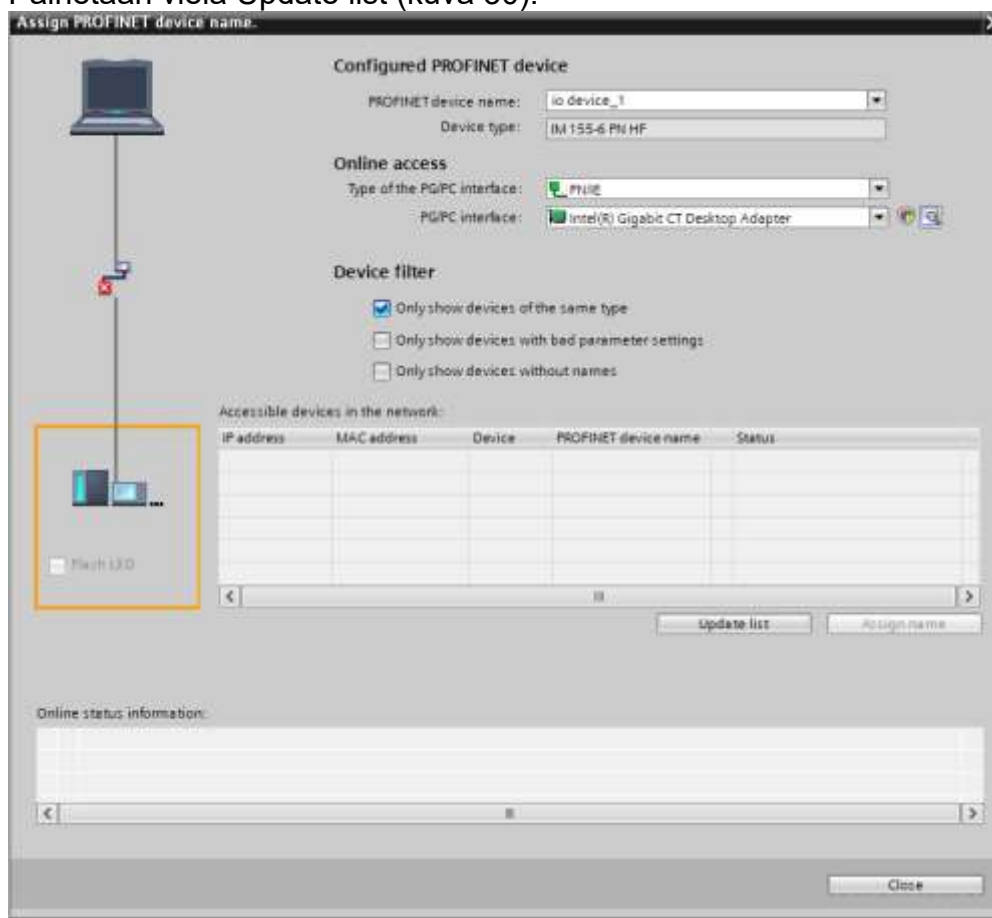 Painetaan vielä Update list (kuva 36).
Assign PROFINET device name.
Configured PROFINET device
PROFINET device name: io device_1
Device type: IM 155-6 PN HF
Online access
Type of the PG/PC interface: PN/IE
PG/PC interface: Intel(R) Gigabit CT Desktop Adapter
Device filter
Only show devices of the same type
Only show devices with bad parameter settings
Only show devices without names
Accessible devices in the network:
IP address MAC address Device PROFINET device name Status
Flash LED
Update list Assign name
Online status information:
Close